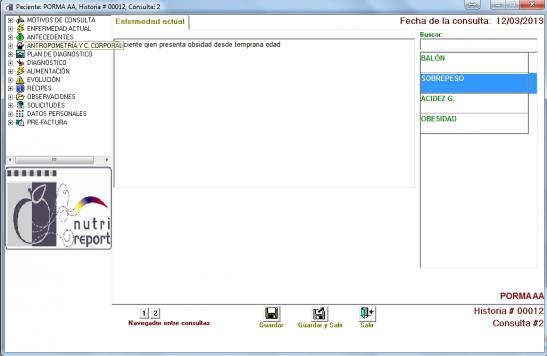 Paciente: PORMA AA, Historia # 00012, Consulta: 2
MOTIVOS DE CONSULTA
ENFERMEDAD ACTUAL
ANTECEDENTES
ANTROPOMETRÍA Y C. CORPORAL
PLAN DE DIAGNOSTICO
DIAGNOSTICO
ALIMENTACIÓN
EVOLUCIÓN
RECIPES
OBSERVACIONES
SOLICITUDES
DATOS PERSONALES
PRE-FACTURA
nutri
report
Enfermedad actual
Fecha de la consulta: 12/03/2013
ciente qien presenta obsidad desde temprana edad
Buscar:
BALÓN
SOBREPESO
ACIDEZ G.
OBESIDAD
1 2
Navegador entre consultas
Guardar
Guardar y Salir
Salir
PORMA AA
Historia # 00012
Consulta #2